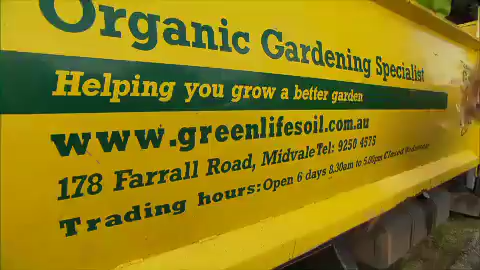 Organic Gardening Specialist
Helping you grow a better garden
www.greenlifesoil.com.au
178 Farrall Road, Midvale Tel: 9250 4575
Trading hours: Open 6 days 8.30am to 5.00pm Closed Wednesday